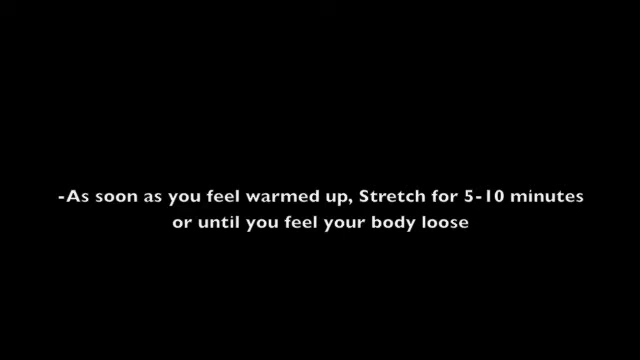 -As soon as you feel warmed up, Stretch for 5-10 minutes
or until you feel your body loose